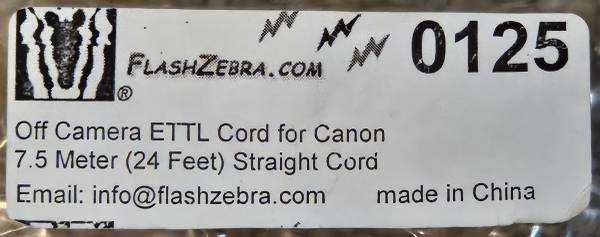 FLASHZEBRA.COM 0125
®
Off Camera ETTL Cord for Canon
7.5 Meter (24 Feet) Straight Cord
Email: info@flashzebra.com made in China